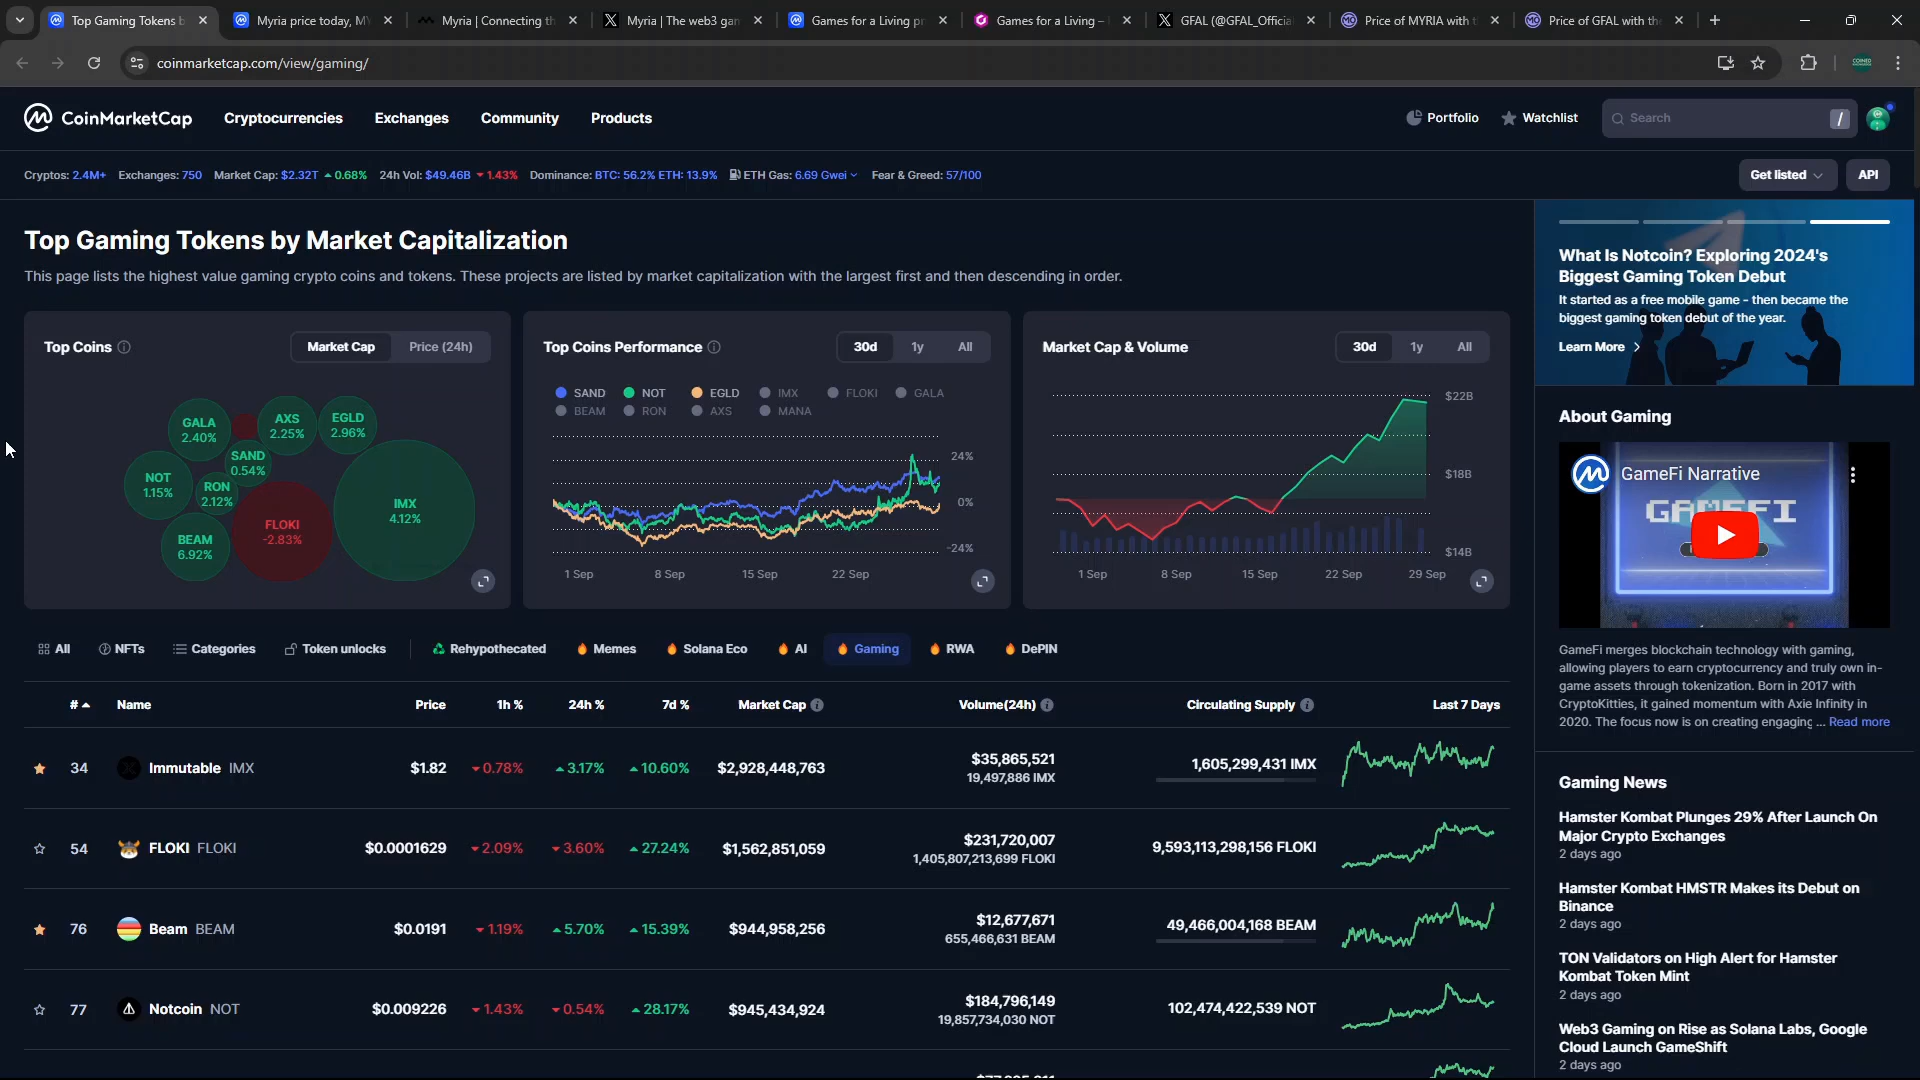 Top Gaming Tokens b
Myria price today, MY
Myria | Connecting th
Myria | The web3 gam
Games for a Living pr
Games for a Living –
GFAL (@GFAL_Officia
Price of MYRIA with t
Price of GFAL with the
coinmarketcap.com/view/gaming/
CoinMarketCap
Cryptocurrencies
Exchanges
Community
Products
Portfolio
Watchlist
Search
/
Cryptos: 2.4M+ Exchanges: 750 Market Cap: $2.32T 0.68% 24h Vol: $49.46B 1.43% Dominance: BTC: 56.2% ETH: 13.9% ETH Gas: 6.69 Gwei Fear & Greed: 57/100
Get listed
API
Top Gaming Tokens by Market Capitalization
This page lists the highest value gaming crypto coins and tokens. These projects are listed by market capitalization with the largest first and then descending in order.
Top Coins
Market Cap
Price (24h)
GALA
2.40%
AXS
2.25%
EGLD
2.96%
SAND
0.54%
NOT
1.15%
RON
2.12%
IMX
4.12%
FLOKI
-2.83%
BEAM
6.92%
Top Coins Performance
30d
1y
All
SAND NOT EGLD IMX FLOKI GALA
BEAM RON AXS MANA
24%
0%
-24%
1 Sep 8 Sep 15 Sep 22 Sep
Market Cap & Volume
30d
1y
All
$22B
$18B
$14B
1 Sep 8 Sep 15 Sep 22 Sep 29 Sep
All NFTs Categories Token unlocks Rehypothecated Memes Solana Eco AI Gaming RWA DePIN
# Name Price 1h % 24h % 7d % Market Cap Volume(24h) Circulating Supply Last 7 Days
34 Immutable IMX $1.82 0.78% 3.17% 10.60% $2,928,448,763 $35,865,521 1,605,299,431 IMX
19,497,886 IMX
54 FLOKI FLOKI $0.0001629 2.09% 3.60% 27.24% $1,562,851,059 $231,720,007 9,593,113,298,156 FLOKI
1,405,807,213,699 FLOKI
76 Beam BEAM $0.0191 1.19% 5.70% 15.39% $944,958,256 $12,677,671 49,466,004,168 BEAM
655,466,631 BEAM
77 Notcoin NOT $0.009226 1.43% 0.54% 28.17% $945,434,924 $184,796,149 102,474,422,539 NOT
19,857,734,030 NOT
What Is Notcoin? Exploring 2024's
Biggest Gaming Token Debut
It started as a free mobile game - then became the
biggest gaming token debut of the year.
Learn More
About Gaming
GameFi Narrative
GAMEFI
GameFi merges blockchain technology with gaming,
allowing players to earn cryptocurrency and truly own in-
game assets through tokenization. Born in 2017 with
CryptoKitties, it gained momentum with Axie Infinity in
2020. The focus now is on creating engaging ... Read more
Gaming News
Hamster Kombat Plunges 29% After Launch On
Major Crypto Exchanges
2 days ago
Hamster Kombat HMSTR Makes its Debut on
Binance
2 days ago
TON Validators on High Alert for Hamster
Kombat Token Mint
2 days ago
Web3 Gaming on Rise as Solana Labs, Google
Cloud Launch GameShift
2 days ago